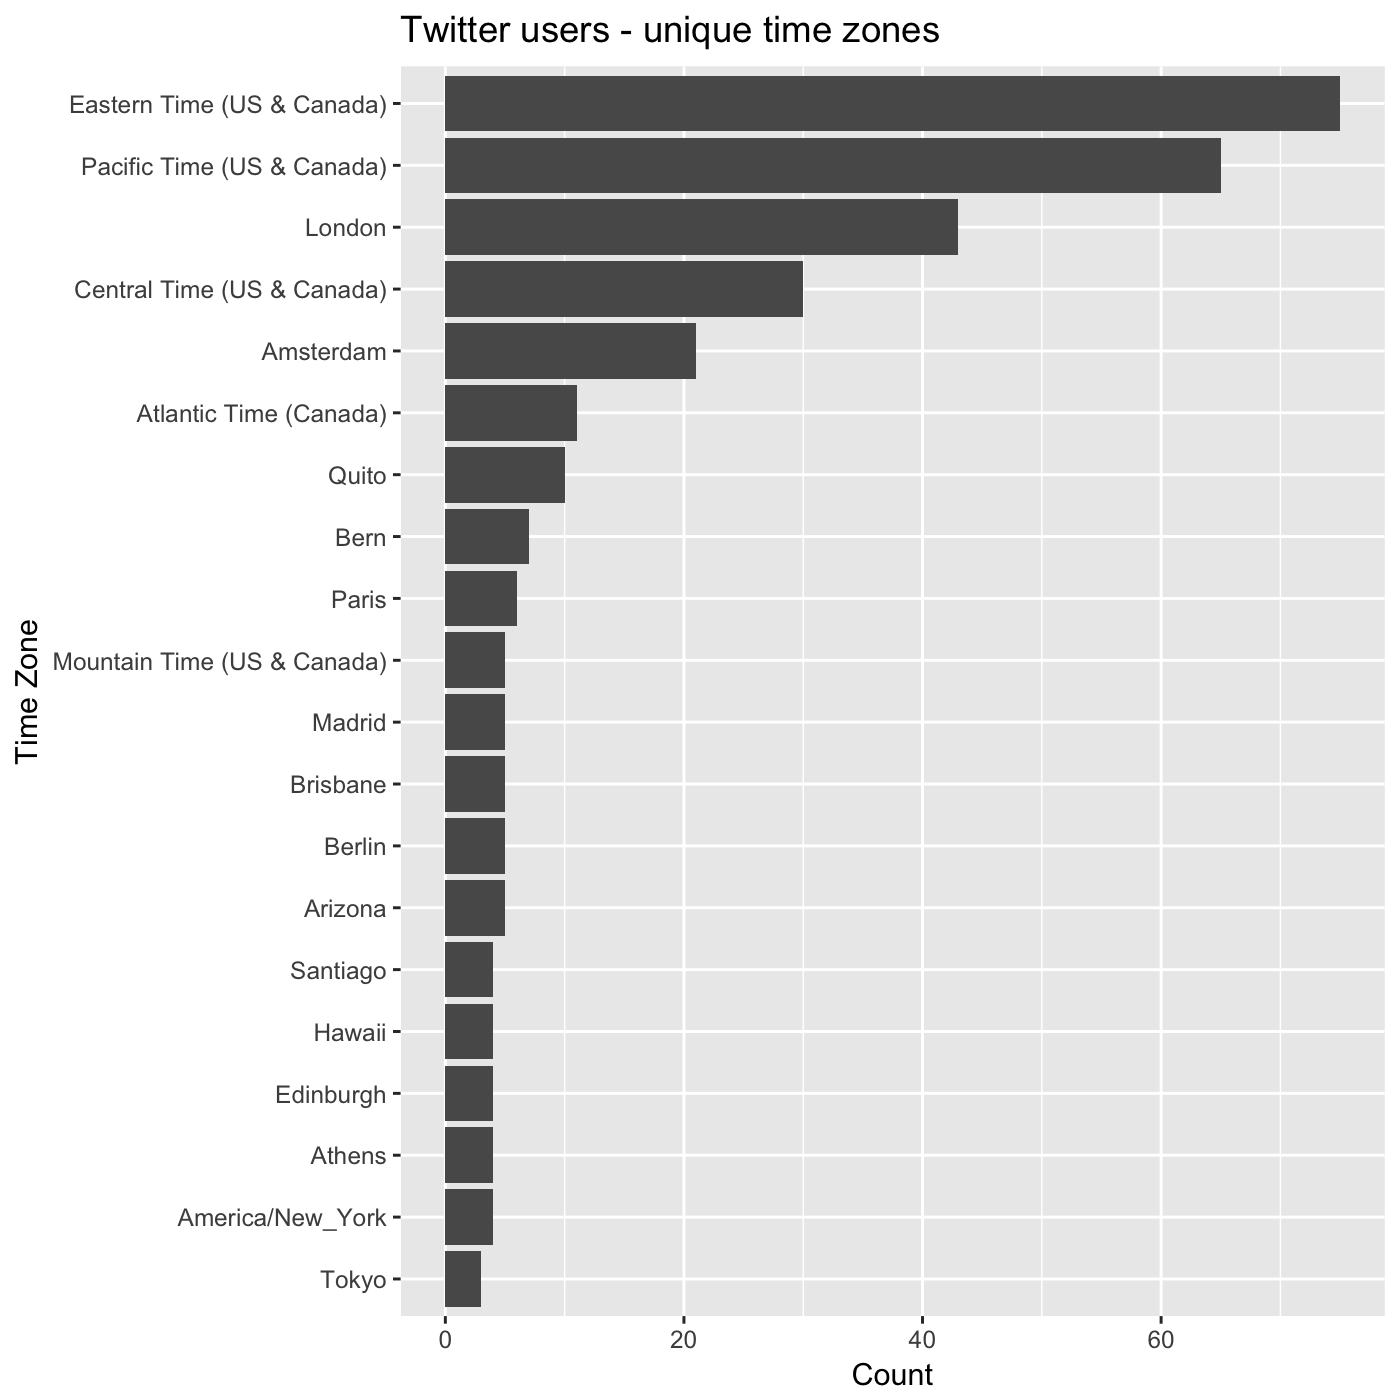 Twitter users - unique time zones
Eastern Time (US & Canada)
Pacific Time (US & Canada)
London
Central Time (US & Canada)
Amsterdam
Atlantic Time (Canada)
Quito
Bern
Paris
Mountain Time (US & Canada)
Madrid
Brisbane
Berlin
Arizona
Santiago
Hawaii
Edinburgh
Athens
America/New_York
Tokyo
Time Zone
0 20 40 60
Count